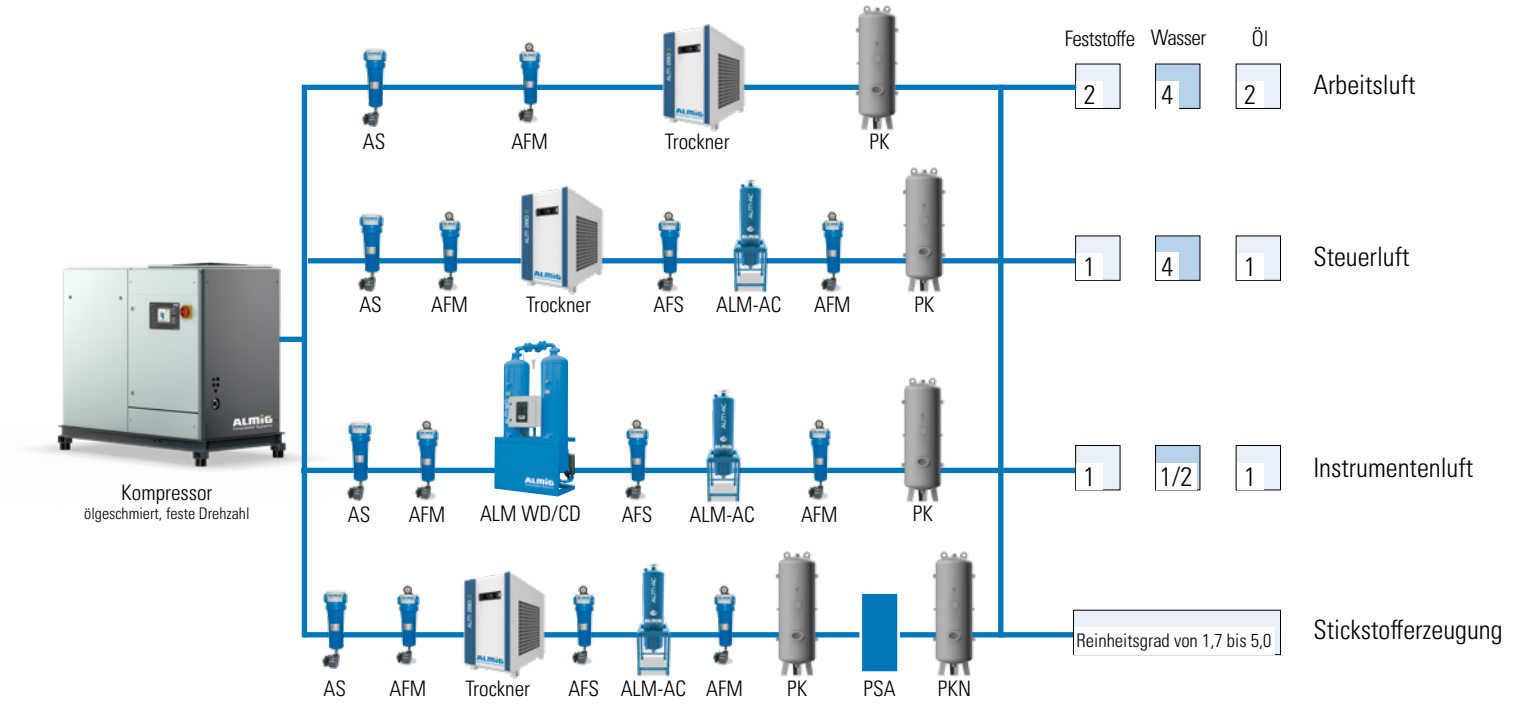 Feststoffe Wasser Öl
2 4 2 Arbeitsluft
AS AFM Trockner PK
1 4 1 Steuerluft
AS AFM Trockner AFS ALM-AC AFM PK
ALMiG
Kompressor
ölgeschmiert, feste Drehzahl
1 1/2 1 Instrumentenluft
AS AFM ALM WD/CD AFS ALM-AC AFM PK
Reinheitsgrad von 1,7 bis 5,0 Stickstofferzeugung
AS AFM Trockner AFS ALM-AC AFM PK PSA PKN